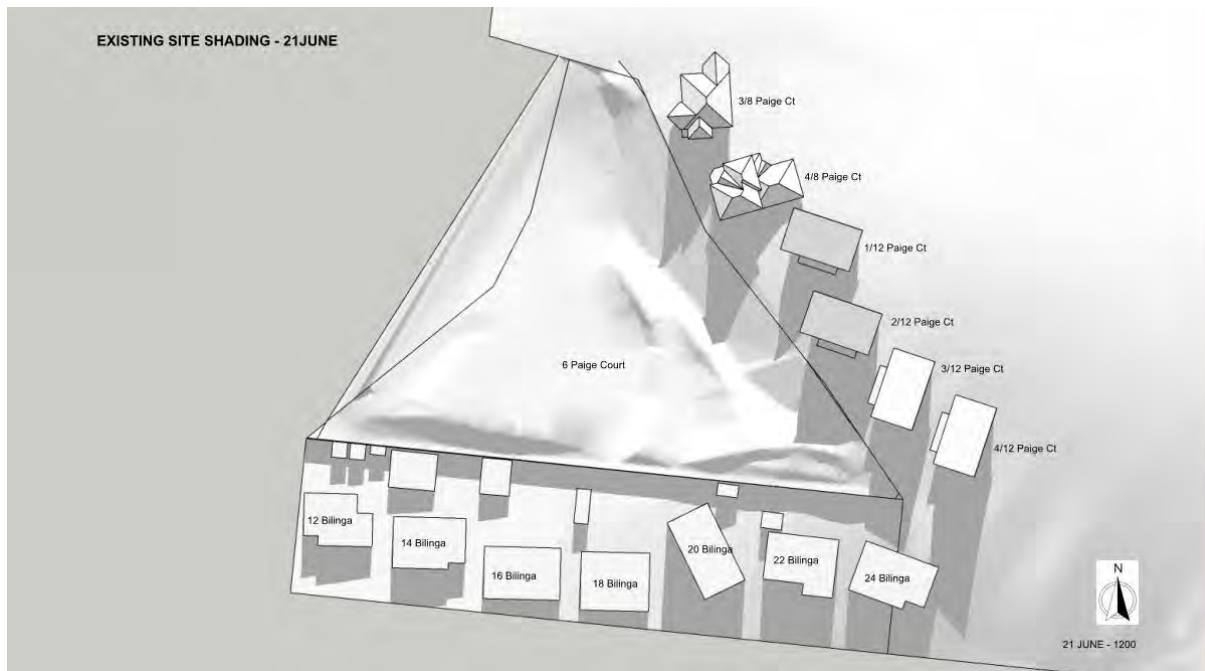 EXISTING SITE SHADING - 21JUNE
3/8 Paige Ct
4/8 Paige Ct
1/12 Paige Ct
2/12 Paige Ct
6 Paige Court
3/12 Paige Ct
4/12 Paige Ct
12 Bilinga
14 Bilinga
16 Bilinga
18 Bilinga
20 Bilinga
22 Bilinga
24 Bilinga
N
21 JUNE - 1200